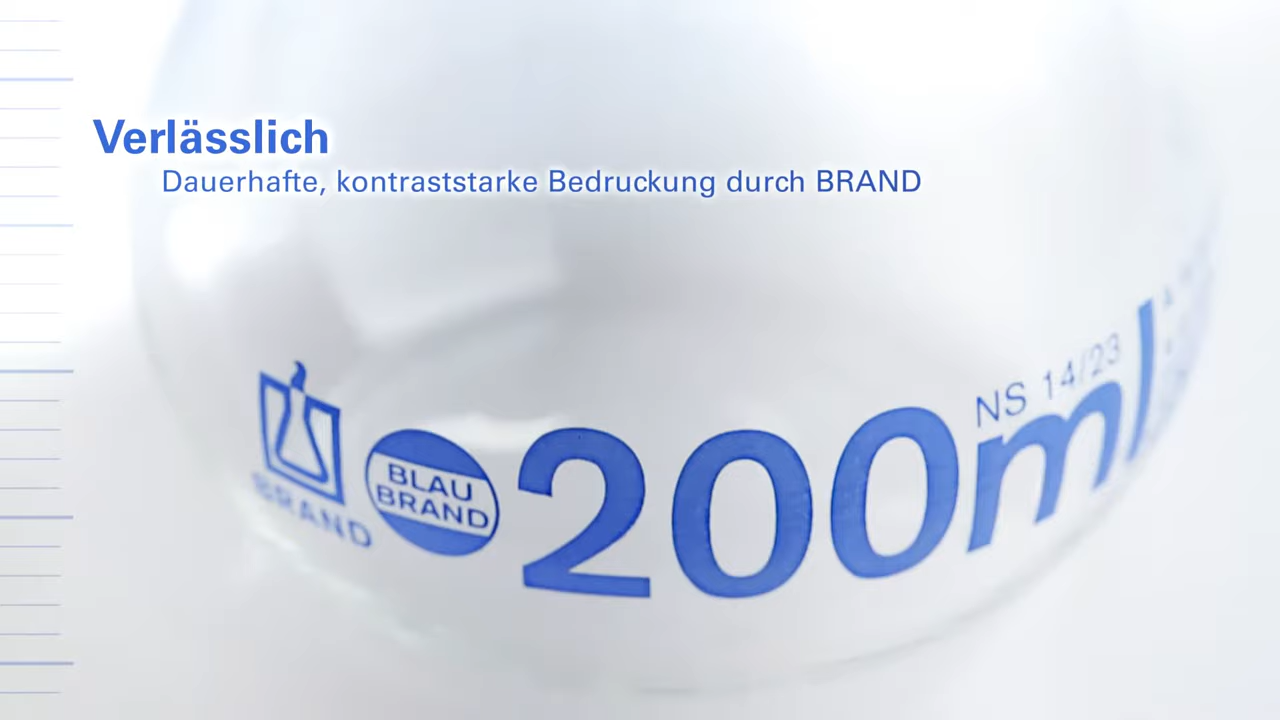 Verlässlich
Dauerhafte, kontraststarke Bedruckung durch BRAND
BRAND
BLAU
BRAND
200ml
NS 14/23